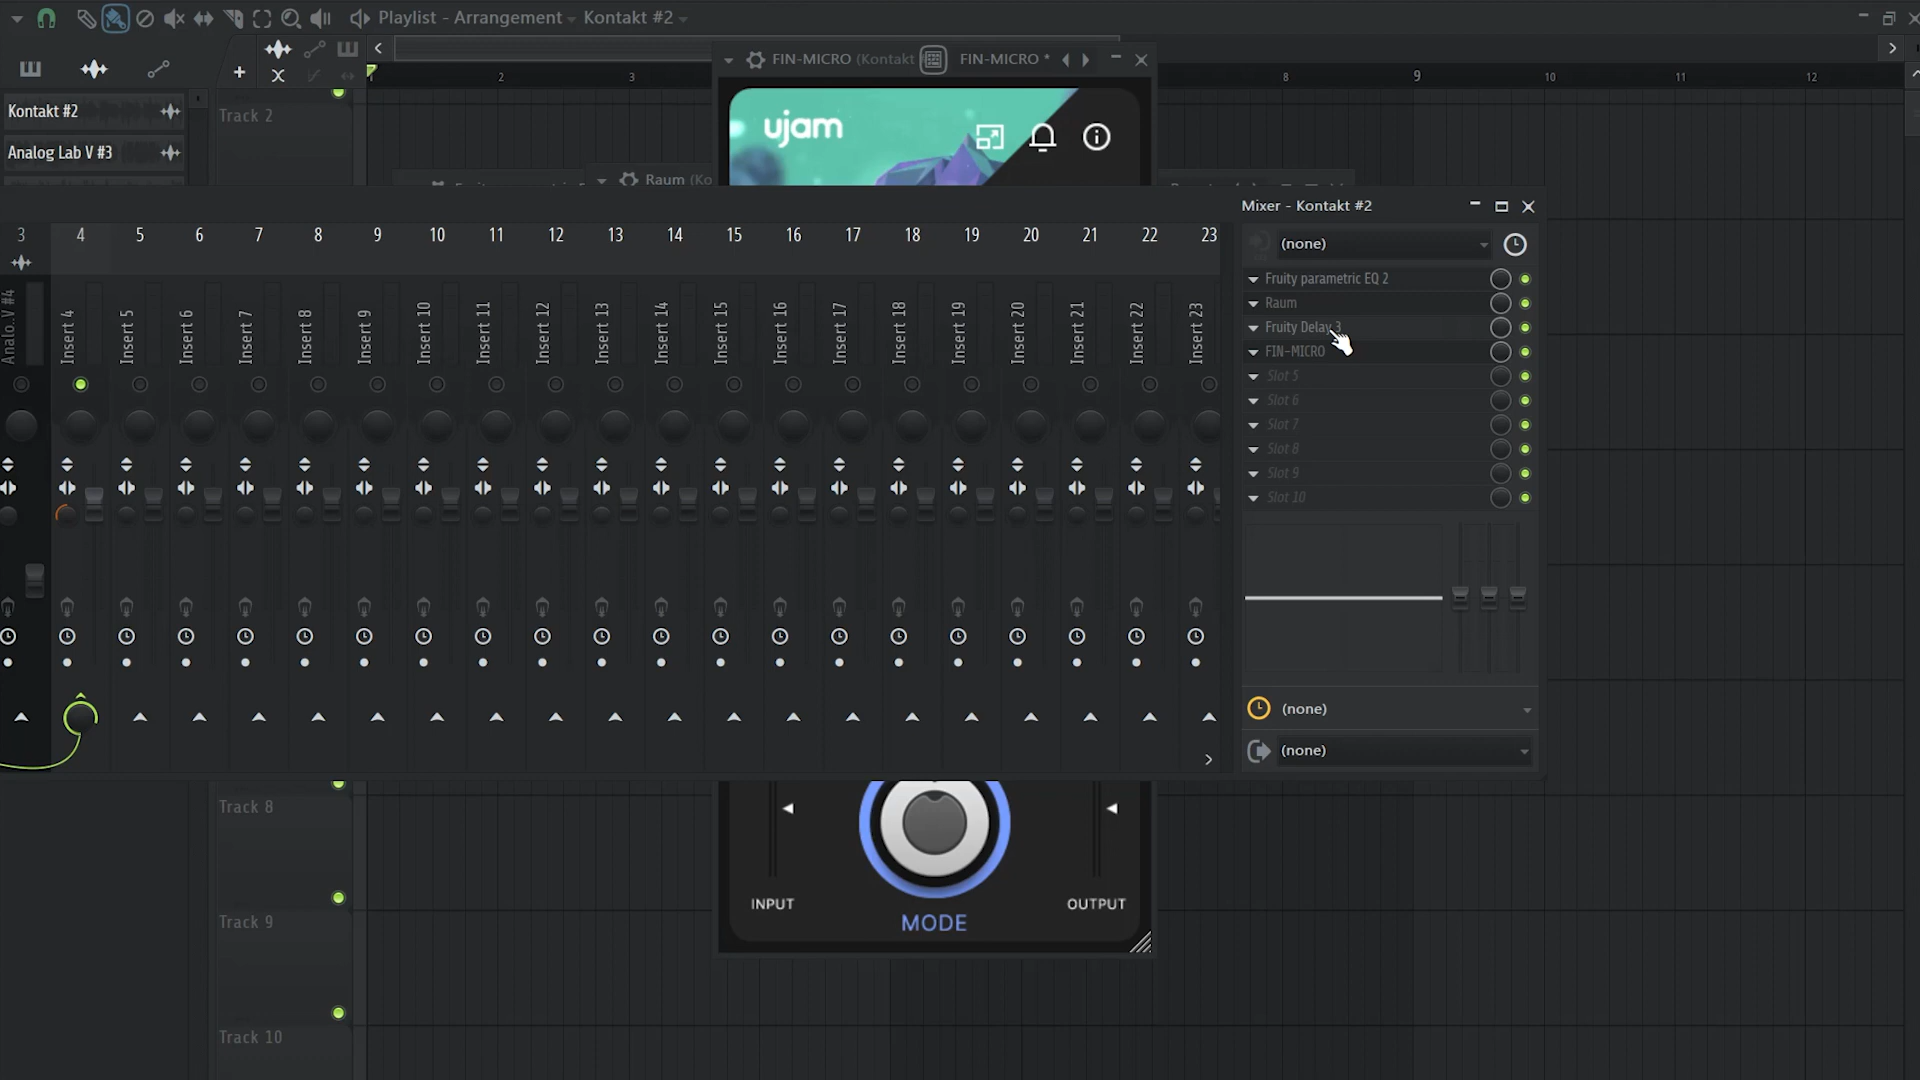 Playlist - Arrangement Kontakt #2
FIN-MICRO (Kontakt FIN-MICRO *
2 3 8 9 10 11 12
Kontakt #2
Track 2
Analog Lab V #3
ujam
Raum (Ko
Mixer - Kontakt #2
3 4 5 6 7 8 9 10 11 12 13 14 15 16 17 18 19 20 21 22 23
(none)
Fruity parametric EQ 2
Raum
Fruity Delay 3
FIN-MICRO
Slot 5
Slot 6
Slot 7
Slot 8
Slot 9
Slot 10
Analo..V #4
Insert 4
Insert 5
Insert 6
Insert 7
Insert 8
Insert 9
Insert 10
Insert 11
Insert 12
Insert 13
Insert 14
Insert 15
Insert 16
Insert 17
Insert 18
Insert 19
Insert 20
Insert 21
Insert 22
Insert 23
(none)
(none)
Track 8
INPUT
OUTPUT
MODE
Track 9
Track 10